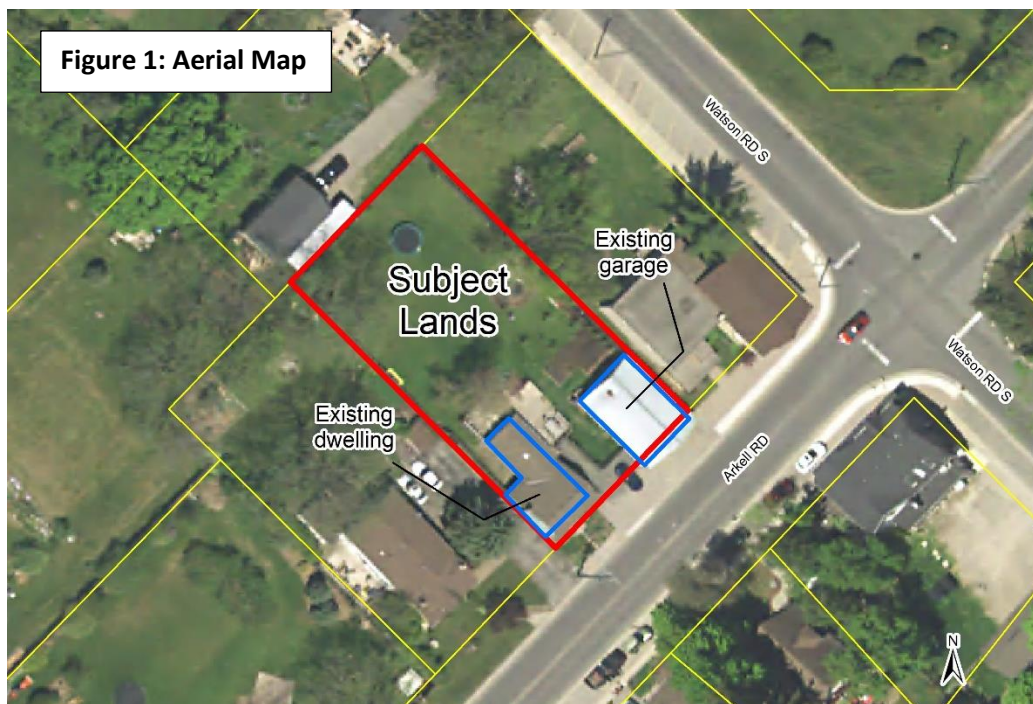 Figure 1: Aerial Map
Watson RD S
Existing
garage
Subject
Lands
Existing
dwelling
Watson RD S
Arkell RD
N